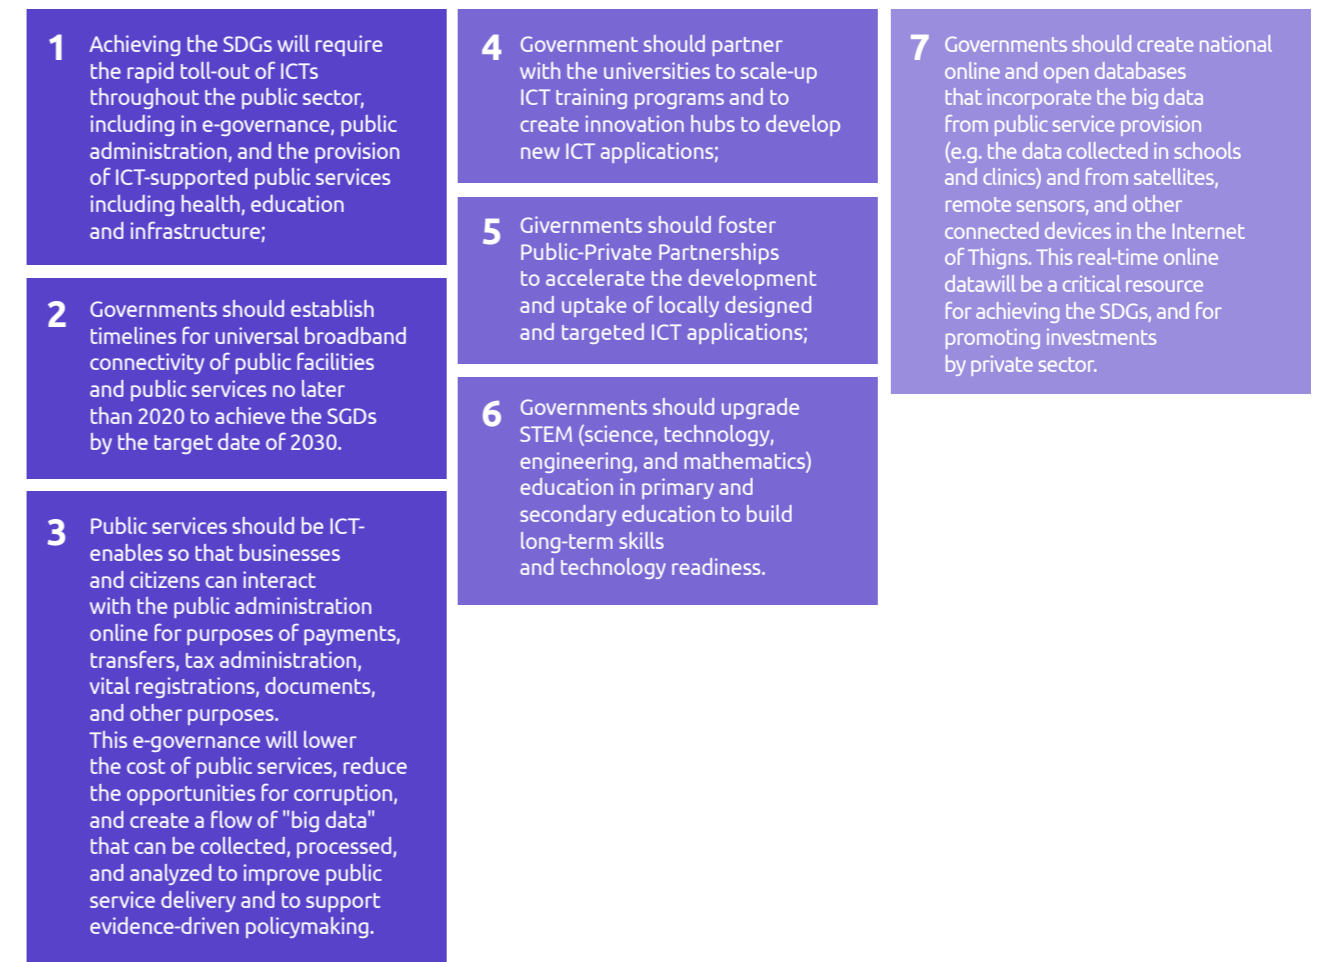 1
Achieving the SDGs will require
the rapid toll-out of ICTs
throughout the public sector,
including in e-governance, public
administration, and the provision
of ICT-supported public services
including health, education
and infrastructure;
2
Governments should establish
timelines for universal broadband
connectivity of public facilities
and public services no later
than 2020 to achieve the SGDs
by the target date of 2030.
3
Public services should be ICT-
enables so that businesses
and citizens can interact
with the public administration
online for purposes of payments,
transfers, tax administration,
vital registrations, documents,
and other purposes.
This e-governance will lower
the cost of public services, reduce
the opportunities for corruption,
and create a flow of "big data"
that can be collected, processed,
and analyzed to improve public
service delivery and to support
evidence-driven policymaking.
4
Government should partner
with the universities to scale-up
ICT training programs and to
create innovation hubs to develop
new ICT applications;
5
Givernments should foster
Public-Private Partnerships
to accelerate the development
and uptake of locally designed
and targeted ICT applications;
6
Governments should upgrade
STEM (science, technology,
engineering, and mathematics)
education in primary and
secondary education to build
long-term skills
and technology readiness.
7
Governments should create national
online and open databases
that incorporate the big data
from public service provision
(e.g. the data collected in schools
and clinics) and from satellites,
remote sensors, and other
connected devices in the Internet
of Thigns. This real-time online
datawill be a critical resource
for achieving the SDGs, and for
promoting investments
by private sector.